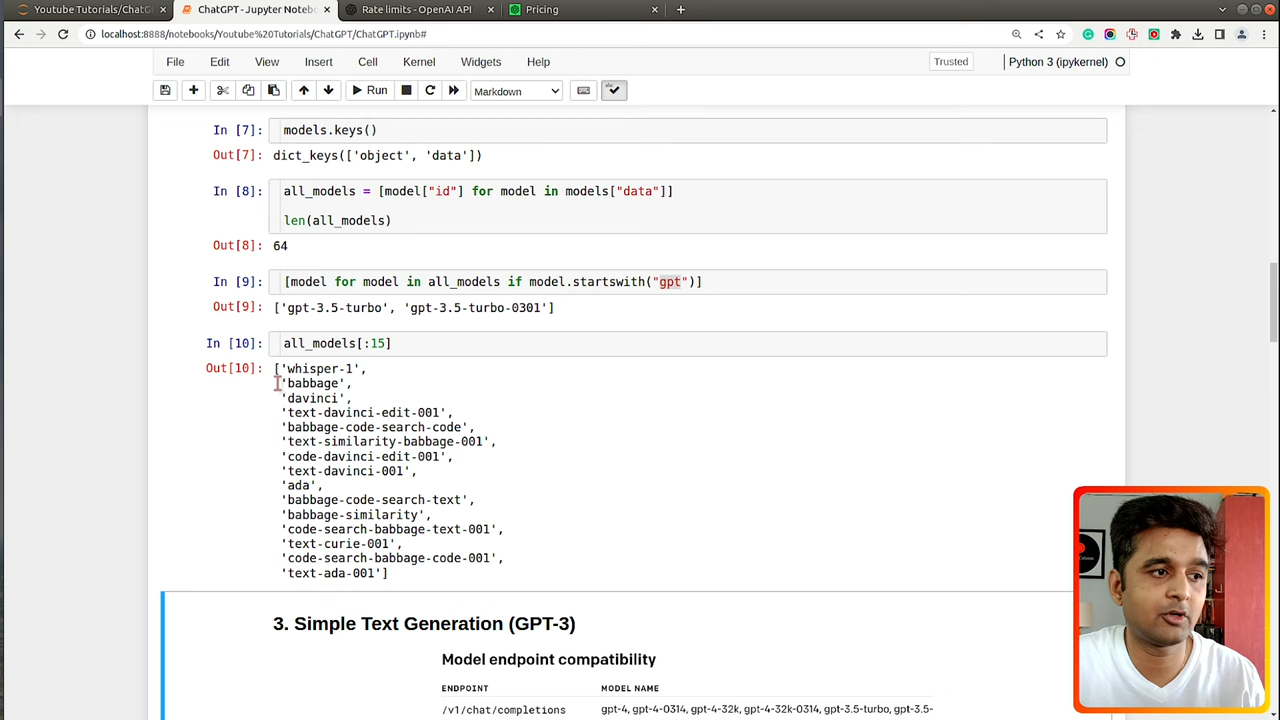 Youtube Tutorials/ChatG
ChatGPT - Jupyter Notebo
Rate limits - OpenAI API
Pricing
localhost:8888/notebooks/Youtube%20Tutorials/ChatGPT/ChatGPT.ipynb#
File Edit View Insert Cell Kernel Widgets Help
Trusted
Python 3 (ipykernel)
Run
Markdown
In [7]: models.keys()
Out[7]: dict_keys(['object', 'data'])
In [8]: all_models = [model["id"] for model in models["data"]]
len(all_models)
Out[8]: 64
In [9]: [model for model in all_models if model.startswith("gpt")]
Out[9]: ['gpt-3.5-turbo', 'gpt-3.5-turbo-0301']
In [10]: all_models[:15]
Out[10]: ['whisper-1',
'babbage',
'davinci',
'text-davinci-edit-001',
'babbage-code-search-code',
'text-similarity-babbage-001',
'code-davinci-edit-001',
'text-davinci-001',
'ada',
'babbage-code-search-text',
'babbage-similarity',
'code-search-babbage-text-001',
'text-curie-001',
'code-search-babbage-code-001',
'text-ada-001']
3. Simple Text Generation (GPT-3)
Model endpoint compatibility
ENDPOINT MODEL NAME
/v1/chat/completions gpt-4, gpt-4-0314, gpt-4-32k, gpt-4-32k-0314, gpt-3.5-turbo, gpt-3.5-